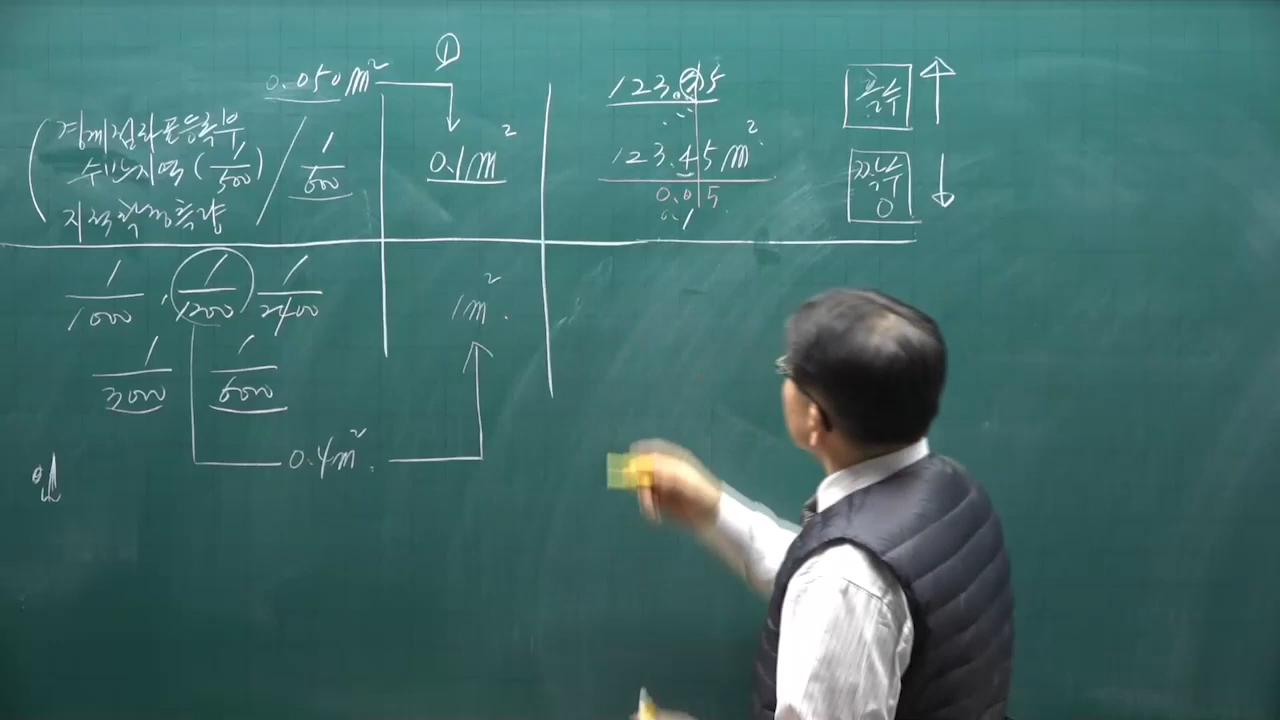 ①
0.050m²
경계점좌표등록부
수치지역 (1/500) / 1/600
지적확정측량
0.1m²
123.35
123.45m²
0.05
0.1
홀수
짝수
0
1/1000, 1/1200 1/2400
1/3000 1/6000
1m².
0.4m².